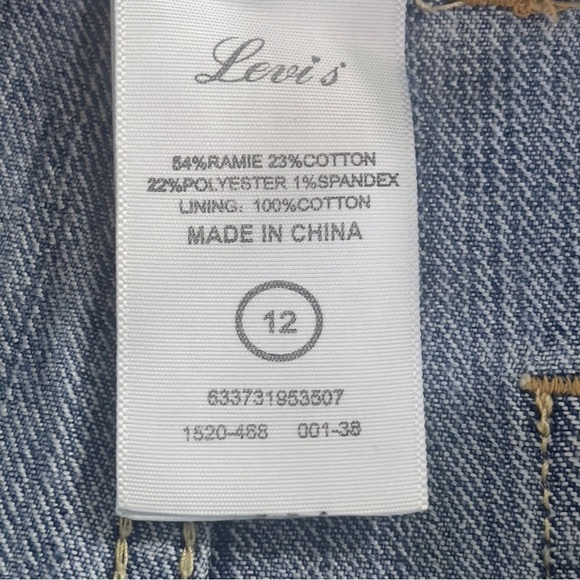 Levi's
54%RAMIE 23%COTTON
22%POLYESTER 1%SPANDEX
LINING: 100%COTTON
MADE IN CHINA
12
633731953507
1520-468 001-38